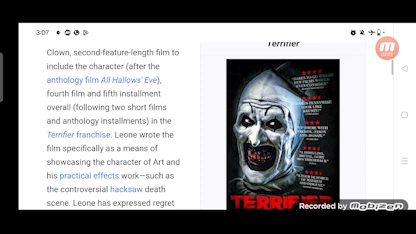 3:07
Clown, second-feature-length film to
include the character (after the
anthology film All Hallows' Eve),
fourth film and fifth installment
overall (following two short films
and anthology installments) in the
Terrifier franchise. Leone wrote the
film specifically as a means of
showcasing the character of Art and
his practical effects work—such as
the controversial hacksaw death
scene. Leone has expressed regret
Terrifier
TERRIFIER
Recorded by mobizen